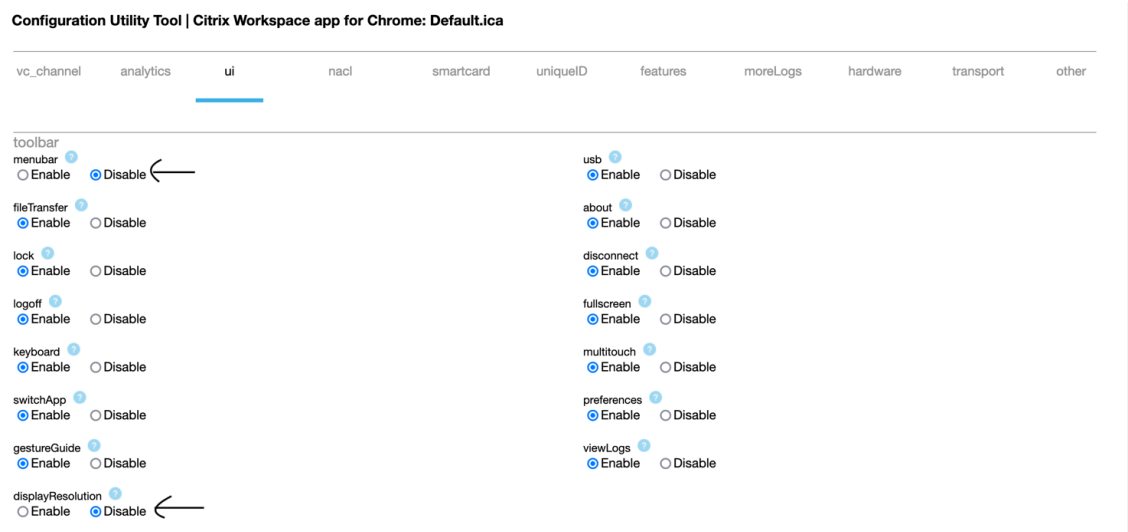 Configuration Utility Tool | Citrix Workspace app for Chrome: Default.ica
vc_channel analytics ui nacl smartcard uniqueID features moreLogs hardware transport other
toolbar
menubar ?
Enable Disable
fileTransfer ?
Enable Disable
lock ?
Enable Disable
logoff ?
Enable Disable
keyboard ?
Enable Disable
switchApp ?
Enable Disable
gestureGuide ?
Enable Disable
displayResolution ?
Enable Disable
usb ?
Enable Disable
about ?
Enable Disable
disconnect ?
Enable Disable
fullscreen ?
Enable Disable
multitouch ?
Enable Disable
preferences ?
Enable Disable
viewLogs ?
Enable Disable